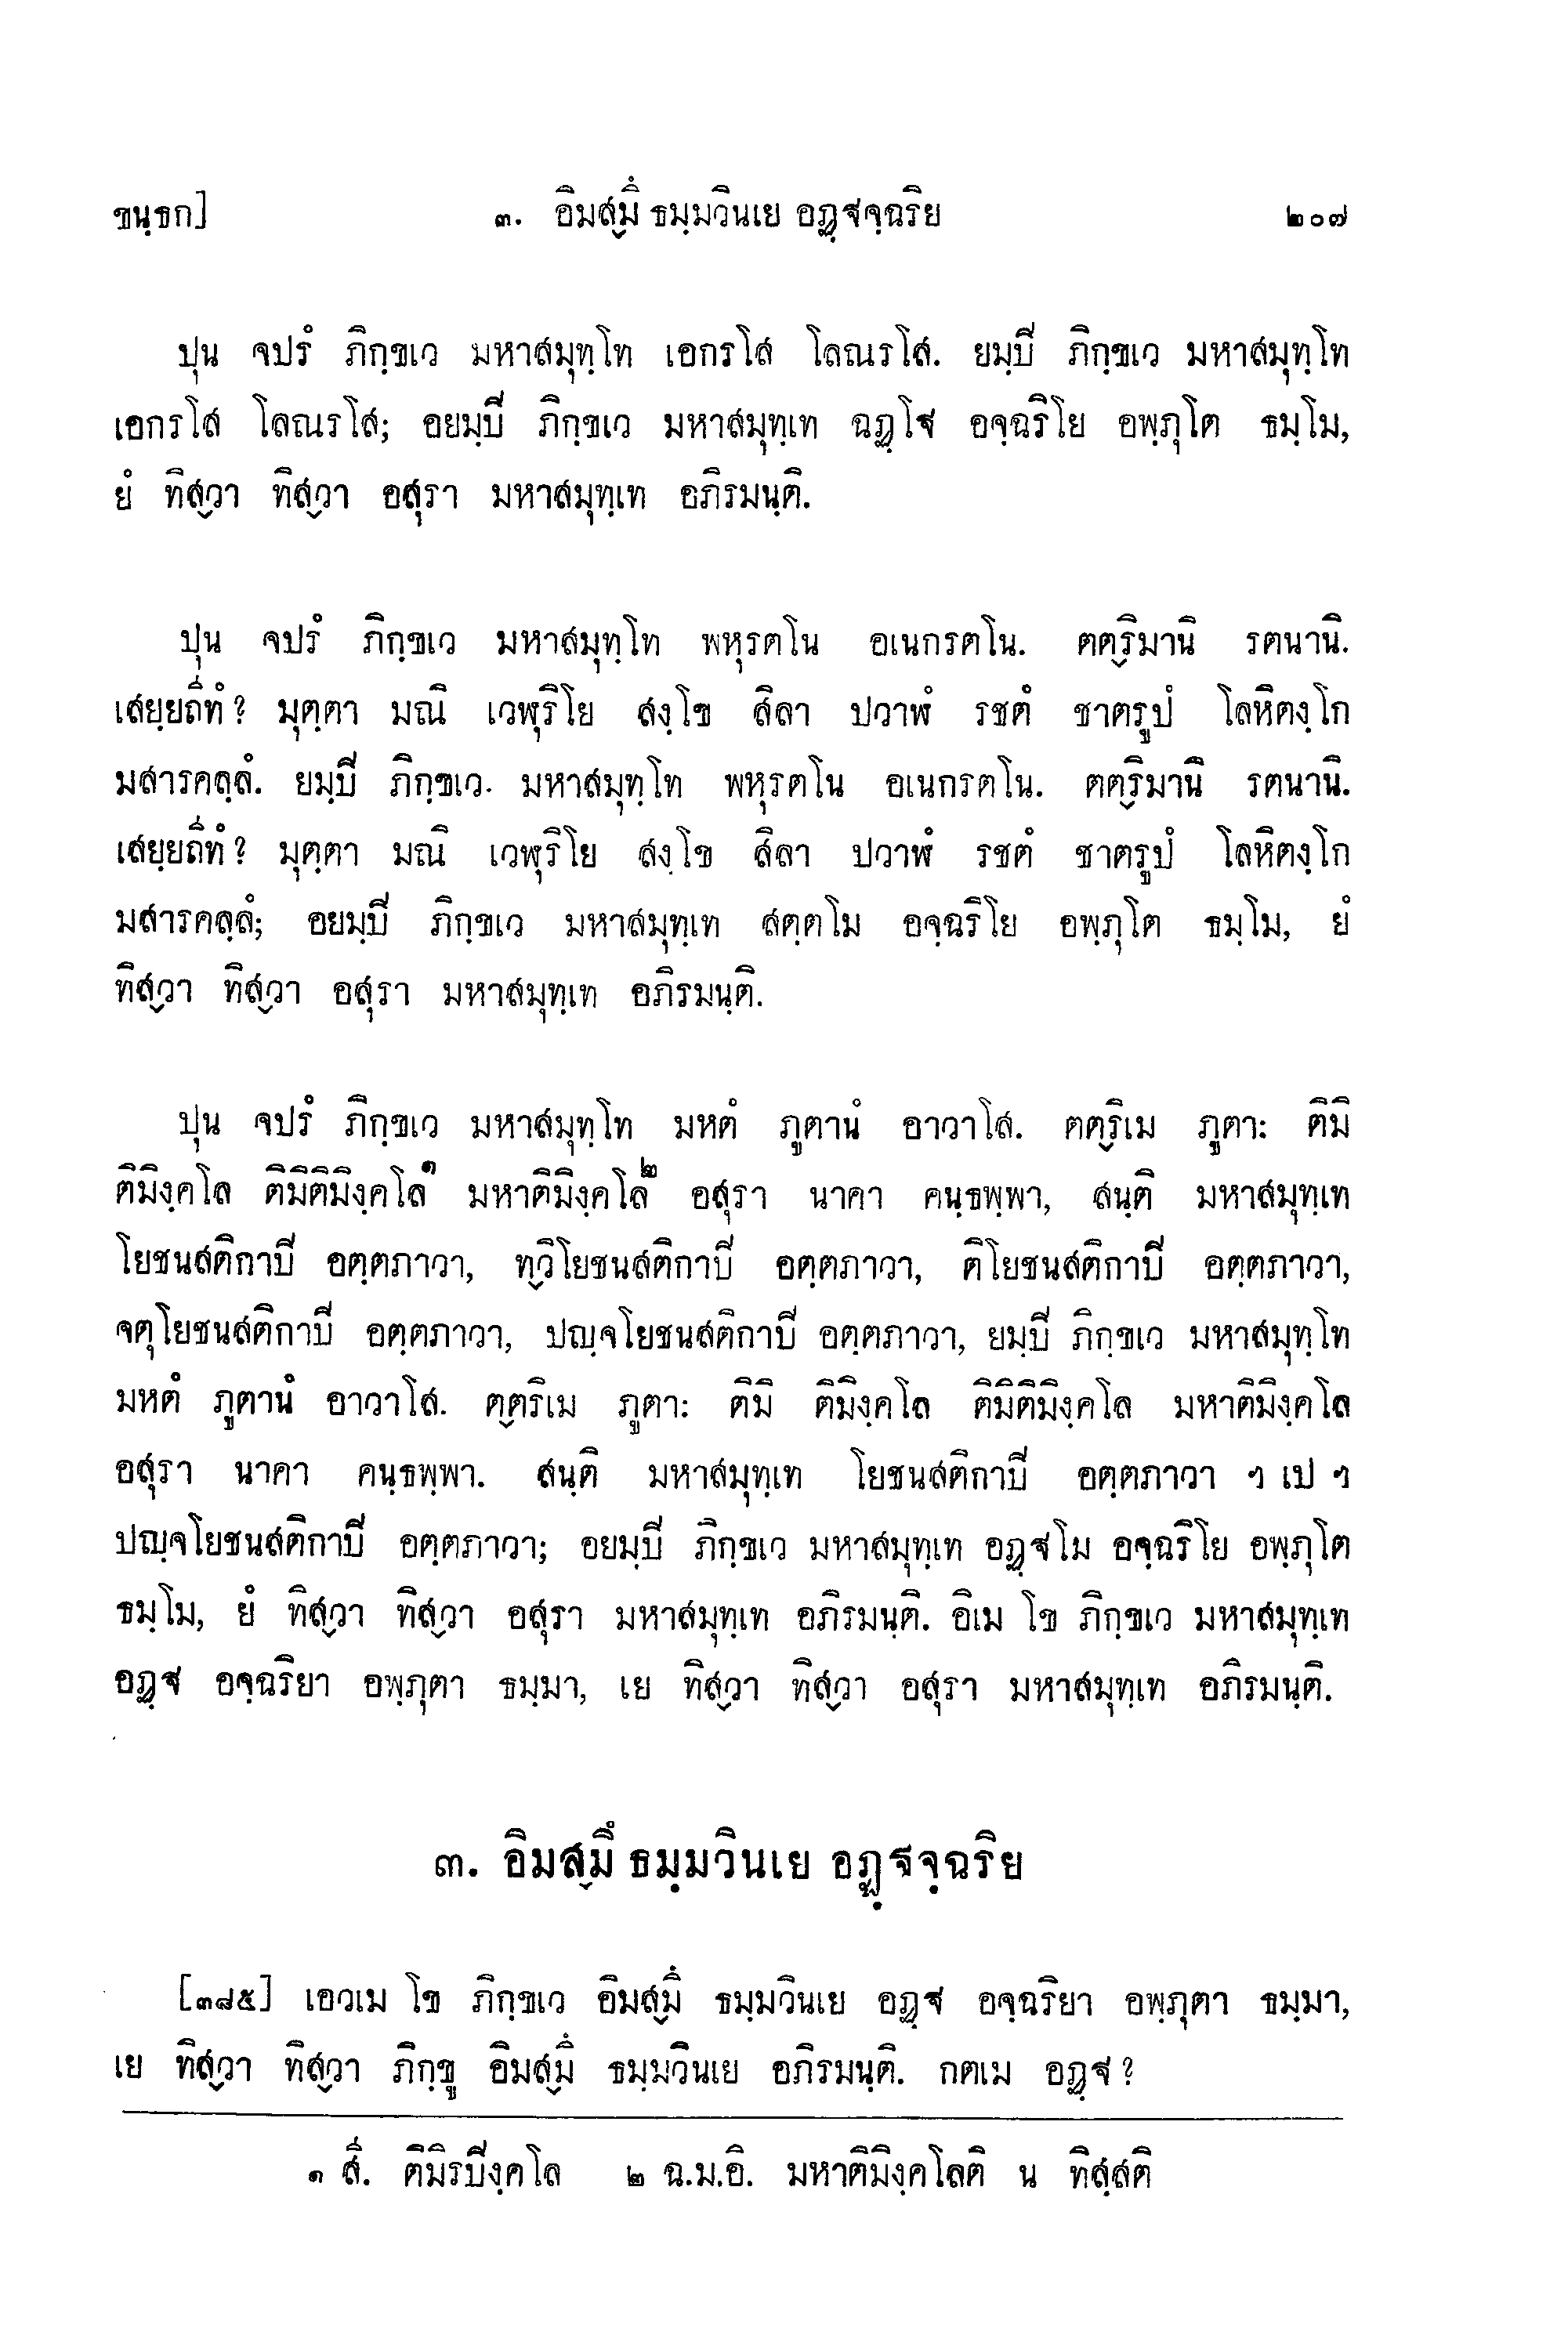 ขนฺธก]
๓. อิมสฺมิํ ธมฺมวินเย อฏฺฐจฺฉริย
๒๐๗
ปุน จปรํ ภิกฺขเว มหาสมุทฺโท เอกรโส โลณรโส. ยมฺปิ ภิกฺขเว มหาสมุทฺโท
เอกรโส โลณรโส; อยมฺปิ ภิกฺขเว มหาสมุทฺเท ฉฏฺโฐ อจฺฉริโย อพฺภุโต ธมฺโม,
ยํ ทิสฺวา ทิสฺวา อสุรา มหาสมุทฺเท อภิรมนฺติ.
ปุน จปรํ ภิกฺขเว มหาสมุทฺโท พหุรตโน อเนกรตโน. ตตฺริมานิ รตนานิ.
เสยฺยถิทํ? มุตฺตา มณิ เวฬุริโย สงฺโข สิลา ปวาฬํ รชตํ ชาตรูปํ โลหิตงฺโก
มสารคลฺลํ. ยมฺปิ ภิกฺขเว มหาสมุทฺโท พหุรตโน อเนกรตโน. ตตฺริมานิ รตนานิ.
เสยฺยถิทํ? มุตฺตา มณิ เวฬุริโย สงฺโข สิลา ปวาฬํ รชตํ ชาตรูปํ โลหิตงฺโก
มสารคลฺลํ; อยมฺปิ ภิกฺขเว มหาสมุทฺเท สตฺตโม อจฺฉริโย อพฺภุโต ธมฺโม, ยํ
ทิสฺวา ทิสฺวา อสุรา มหาสมุทฺเท อภิรมนฺติ.
ปุน จปรํ ภิกฺขเว มหาสมุทฺโท มหตํ ภูตานํ อาวาโส. ตตฺริเม ภูตา: ติมิ
ติมิงฺคโล ติมิติมิงฺคโล๑ มหาติมิงฺคโล๒ อสุรา นาคา คนฺธพฺพา, สนฺติ มหาสมุทฺเท
โยชนสติกาปิ อตฺตภาวา, ทฺวิโยชนสติกาปิ อตฺตภาวา, ติโยชนสติกาปิ อตฺตภาวา,
จตุโยชนสติกาปิ อตฺตภาวา, ปญฺจโยชนสติกาปิ อตฺตภาวา, ยมฺปิ ภิกฺขเว มหาสมุทฺโท
มหตํ ภูตานํ อาวาโส. ตฺตริเม ภูตา: ติมิ ติมิงฺคโล ติมิติมิงฺคโล มหาติมิงฺคโล
อสุรา นาคา คนฺธพฺพา. สนฺติ มหาสมุทฺเท โยชนสติกาปิ อตฺตภาวา ฯ เป ฯ
ปญฺจโยชนสติกาปิ อตฺตภาวา; อยมฺปิ ภิกฺขเว มหาสมุทฺเท อฏฺฐโม อจฺฉริโย อพฺภุโต
ธมฺโม, ยํ ทิสฺวา ทิสฺวา อสุรา มหาสมุทฺเท อภิรมนฺติ. อิเม โข ภิกฺขเว มหาสมุทฺเท
อฏฺฐ อจฺฉริยา อพฺภุตา ธมฺมา, เย ทิสฺวา ทิสฺวา อสุรา มหาสมุทฺเท อภิรมนฺติ.
๓. อิมสฺมิํ ธมฺมวินเย อฏฺฐจฺฉริย
[๓๘๕] เอวเม โข ภิกฺขเว อิมสฺมิํ ธมฺมวินเย อฏฺฐ อจฺฉริยา อพฺภุตา ธมฺมา,
เย ทิสฺวา ทิสฺวา ภิกฺขู อิมสฺมิํ ธมฺมวินเย อภิรมนฺติ. กตเม อฏฺฐ?
๑ สิํ. ติมิรปิงฺคโล ๒ ฉ.ม.อิ. มหาติมิงฺคโลติ น ทิสฺสติ